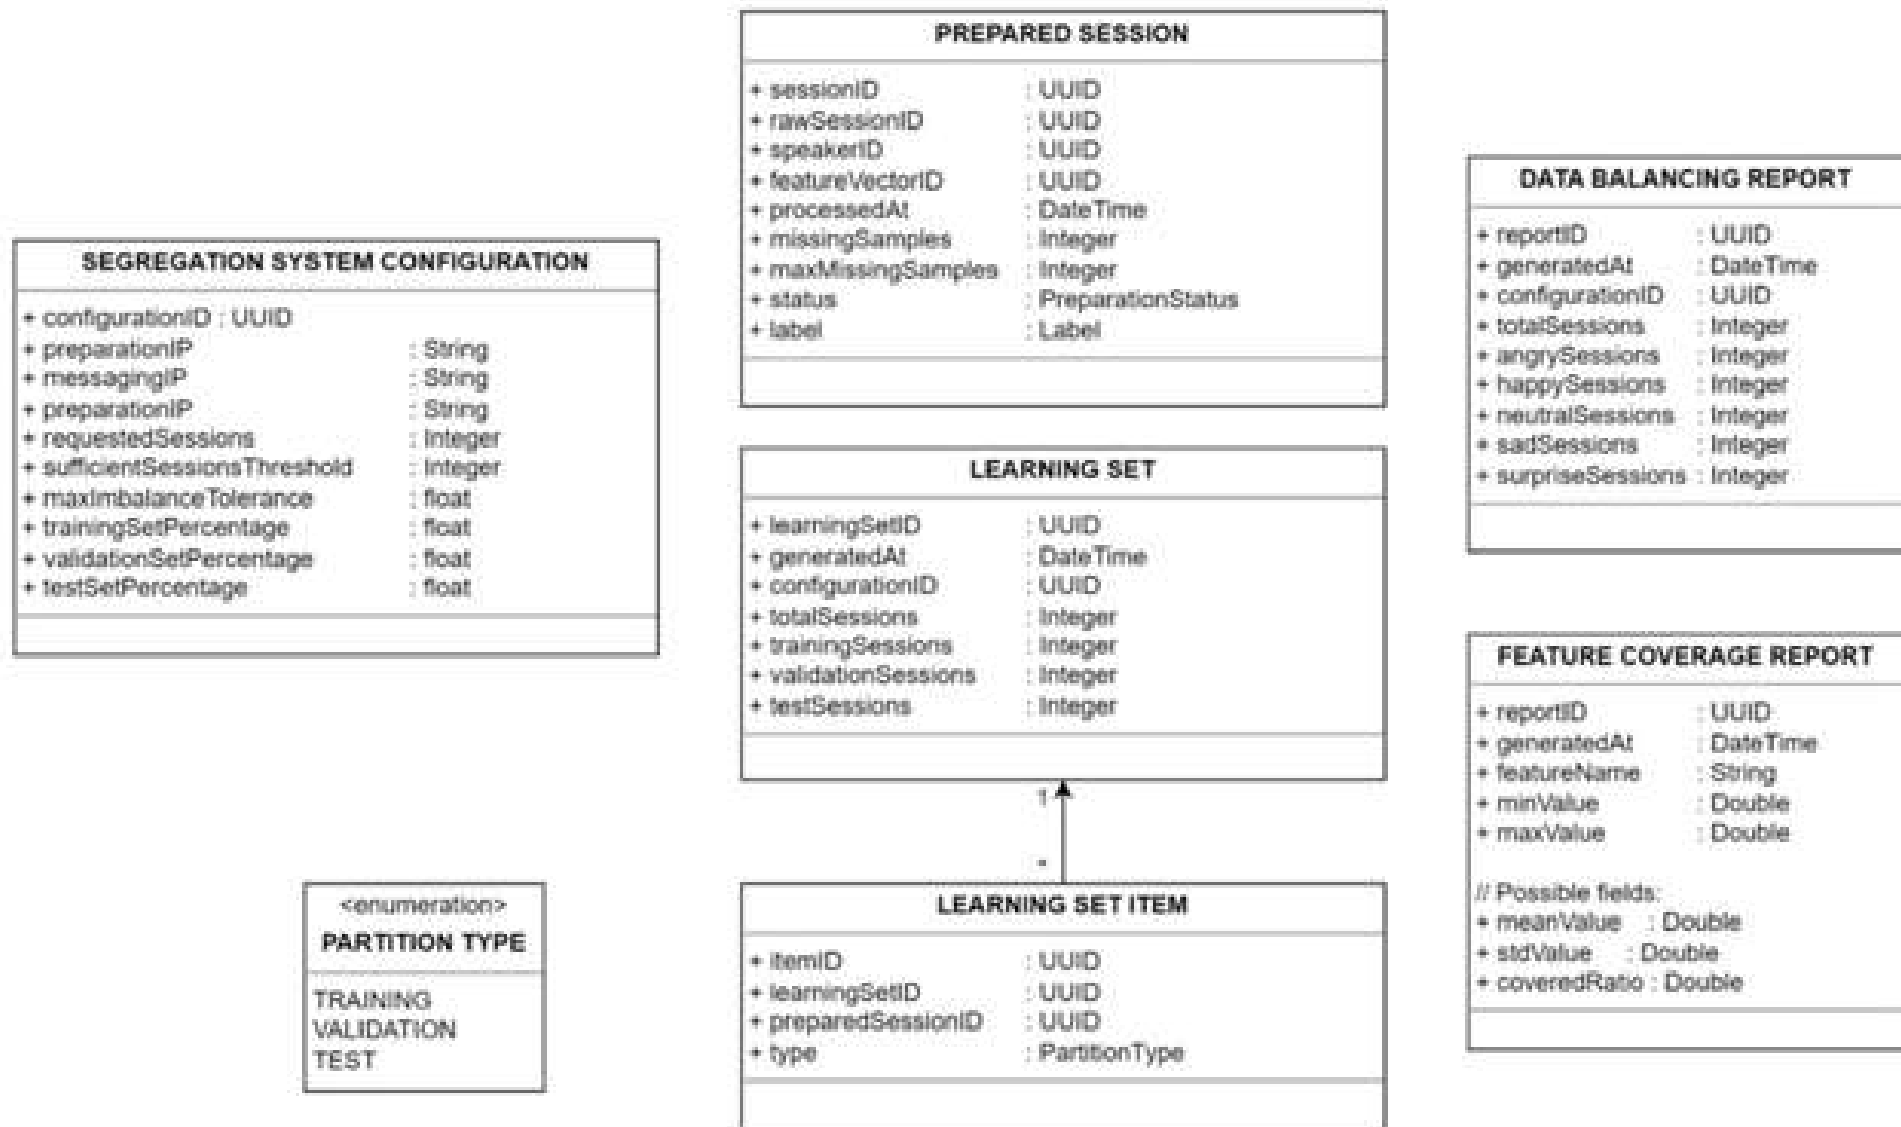 PREPARED SESSION
+ sessionID : UUID
+ rawSessionID : UUID
+ speakerID : UUID
+ featureVectorID : UUID
+ processedAt : DateTime
+ missingSamples : Integer
+ maxMissingSamples : Integer
+ status : PreparationStatus
+ label : Label
SEGREGATION SYSTEM CONFIGURATION
+ configurationID : UUID
+ preparationIP : String
+ messagingIP : String
+ preparationIP : String
+ requestedSessions : Integer
+ sufficientSessionsThreshold : Integer
+ maxImbalanceTolerance : float
+ trainingSetPercentage : float
+ validationSetPercentage : float
+ testSetPercentage : float
DATA BALANCING REPORT
+ reportID : UUID
+ generatedAt : DateTime
+ configurationID : UUID
+ totalSessions : Integer
+ angrySessions : Integer
+ happySessions : Integer
+ neutralSessions : Integer
+ sadSessions : Integer
+ surpriseSessions : Integer
LEARNING SET
+ learningSetID : UUID
+ generatedAt : DateTime
+ configurationID : UUID
+ totalSessions : Integer
+ trainingSessions : Integer
+ validationSessions : Integer
+ testSessions : Integer
1
*
FEATURE COVERAGE REPORT
+ reportID : UUID
+ generatedAt : DateTime
+ featureName : String
+ minValue : Double
+ maxValue : Double
// Possible fields:
+ meanValue : Double
+ stdValue : Double
+ coveredRatio : Double
<enumeration>
PARTITION TYPE
TRAINING
VALIDATION
TEST
LEARNING SET ITEM
+ itemID : UUID
+ learningSetID : UUID
+ preparedSessionID : UUID
+ type : PartitionType